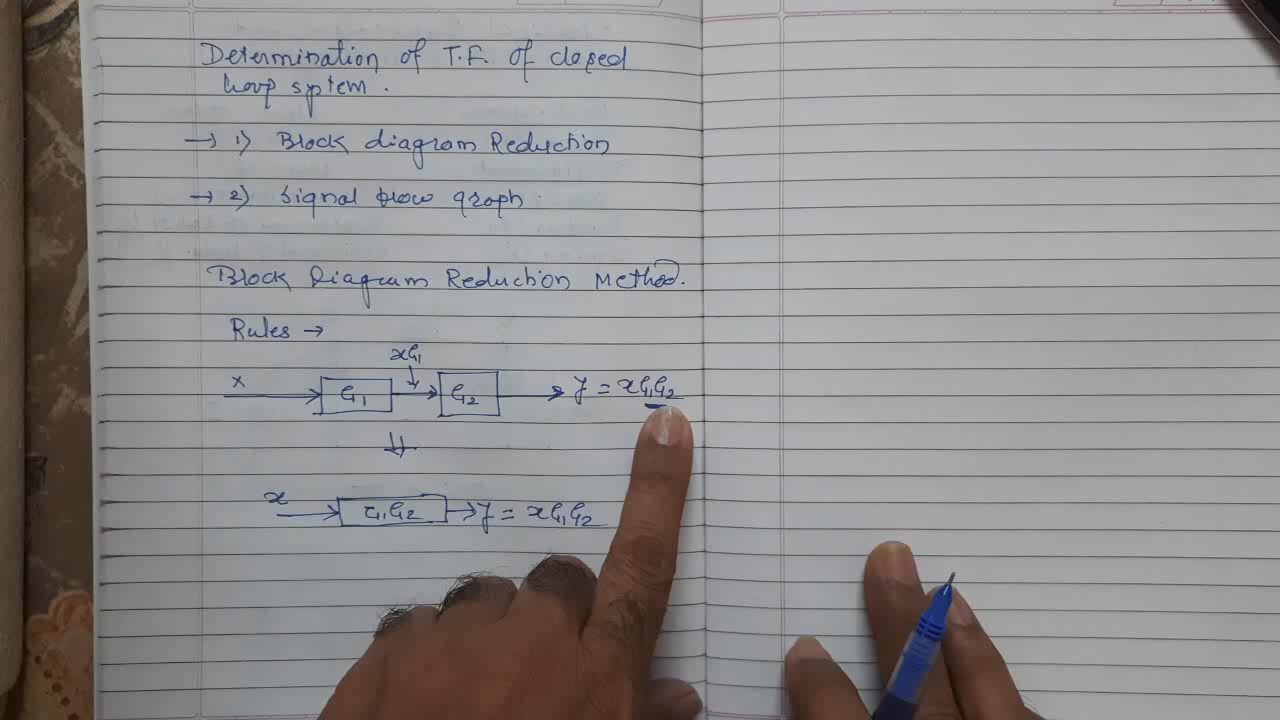 Determination of T.F. of closed
loop system.
→ 1) Block diagram Reduction
→ 2) Signal flow graph
Block Diagram Reduction Method.
Rules →
xG₁
x G₁ G₂ y = xG₁G₂
x G₁G₂ y = xG₁G₂